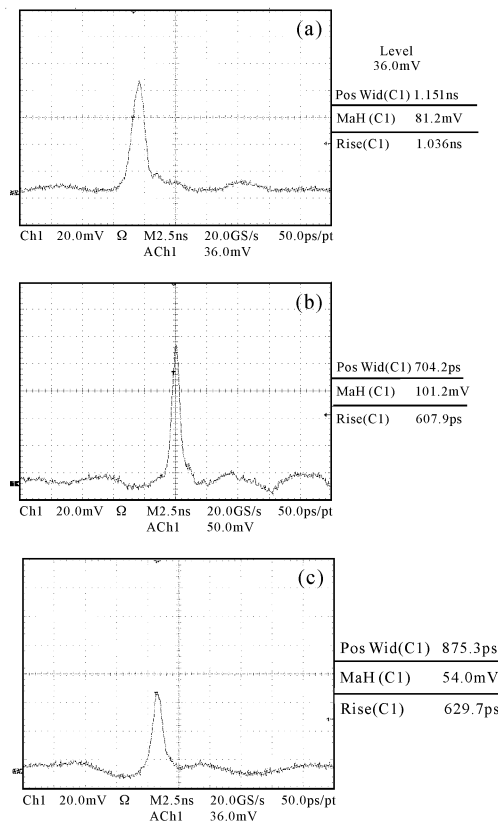 (a)
Level
36.0mV
Pos Wid(C1) 1.151ns
MaH (C1) 81.2mV
Rise(C1) 1.036ns
Ch1 20.0mV Ω M2.5ns 20.0GS/s 50.0ps/pt
ACh1 36.0mV
(b)
Pos Wid(C1) 704.2ps
MaH (C1) 101.2mV
Rise(C1) 607.9ps
Ch1 20.0mV Ω M2.5ns 20.0GS/s 50.0ps/pt
ACh1 50.0mV
(c)
Pos Wid(C1) 875.3ps
MaH (C1) 54.0mV
Rise(C1) 629.7ps
Ch1 20.0mV Ω M2.5ns 20.0GS/s 50.0ps/pt
ACh1 36.0mV